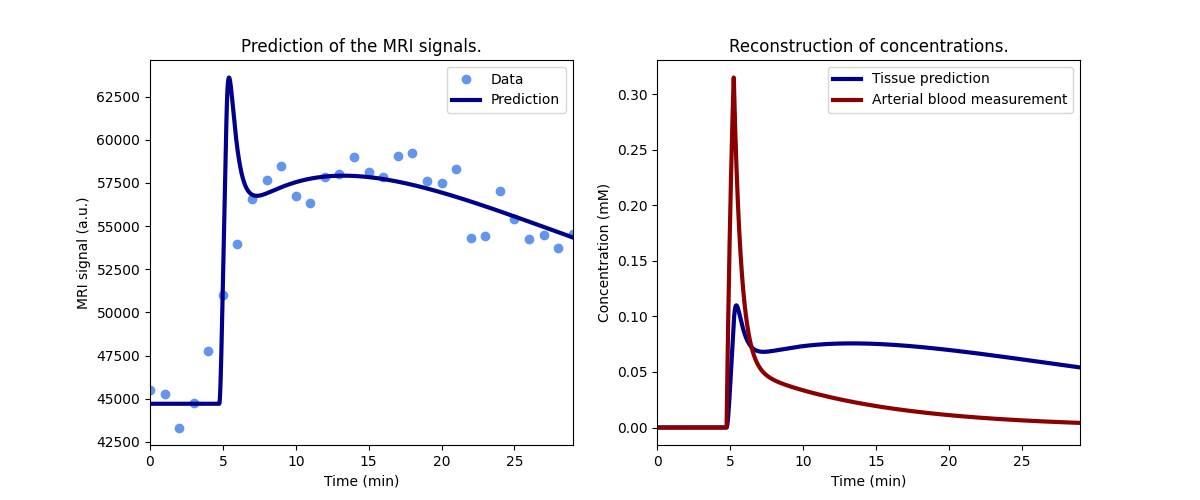 Prediction of the MRI signals.
MRI signal (a.u.)
62500
60000
57500
55000
52500
50000
47500
45000
42500
0 5 10 15 20 25
Time (min)
Data
Prediction
Reconstruction of concentrations.
Concentration (mM)
0.30
0.25
0.20
0.15
0.10
0.05
0.00
0 5 10 15 20 25
Time (min)
Tissue prediction
Arterial blood measurement